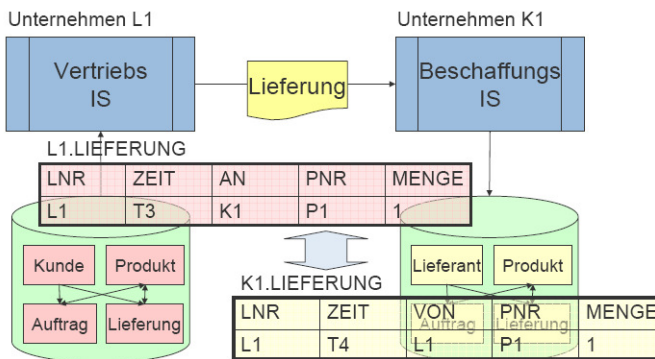 Unternehmen L1
Unternehmen K1
Vertriebs
IS
Lieferung
Beschaffungs
IS
L1.LIEFERUNG
LNR ZEIT AN PNR MENGE
L1 T3 K1 P1 1
Kunde Produkt
Auftrag Lieferung
Lieferant Produkt
Auftrag Lieferung
K1.LIEFERUNG
LNR ZEIT VON PNR MENGE
L1 T4 L1 P1 1